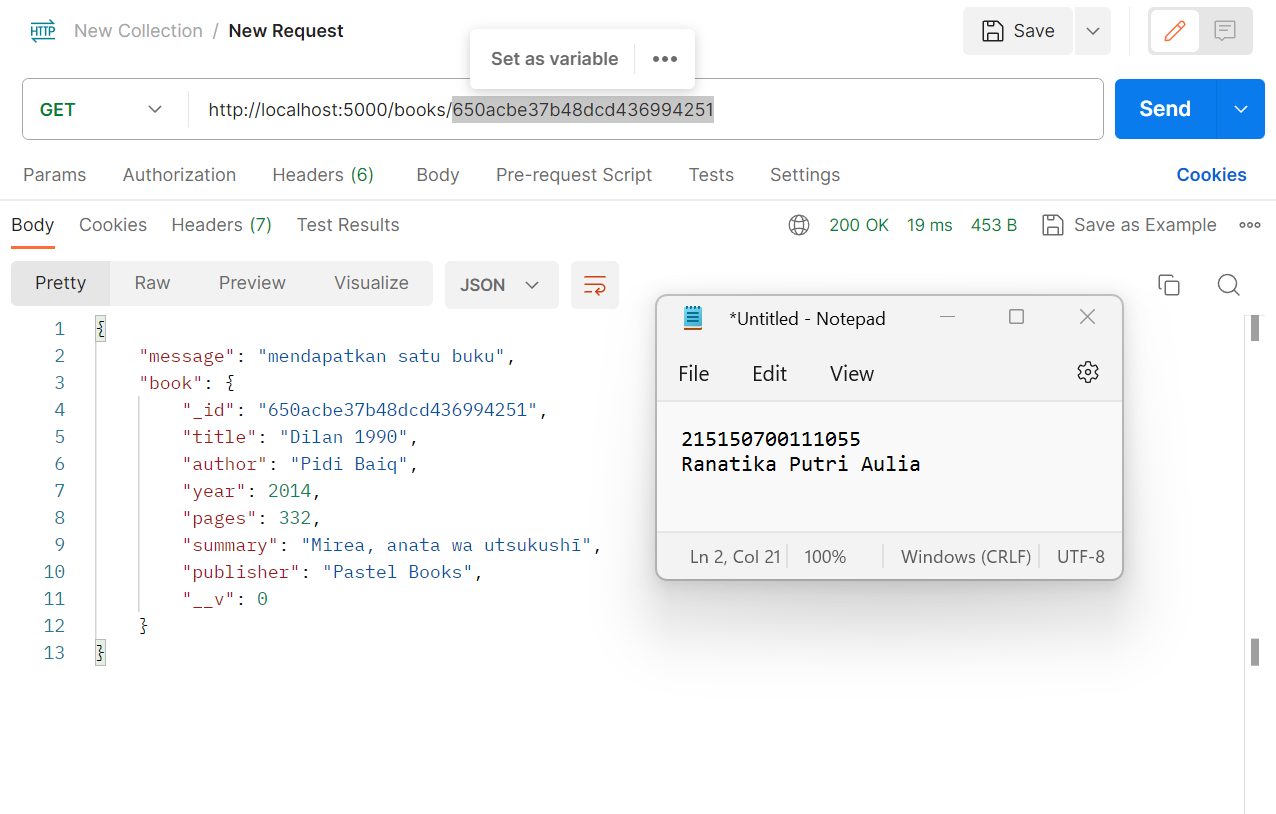 HTTP New Collection / New Request
Save
Set as variable
GET http://localhost:5000/books/650acbe37b48dcd436994251
Send
Params Authorization Headers (6) Body Pre-request Script Tests Settings Cookies
Body Cookies Headers (7) Test Results 200 OK 19 ms 453 B Save as Example
Pretty Raw Preview Visualize JSON
1 {
2 "message": "mendapatkan satu buku",
3 "book": {
4 "_id": "650acbe37b48dcd436994251",
5 "title": "Dilan 1990",
6 "author": "Pidi Baiq",
7 "year": 2014,
8 "pages": 332,
9 "summary": "Mirea, anata wa utsukushī",
10 "publisher": "Pastel Books",
11 "__v": 0
12 }
13 }
*Untitled - Notepad
File Edit View
215150700111055
Ranatika Putri Aulia
Ln 2, Col 21 100% Windows (CRLF) UTF-8